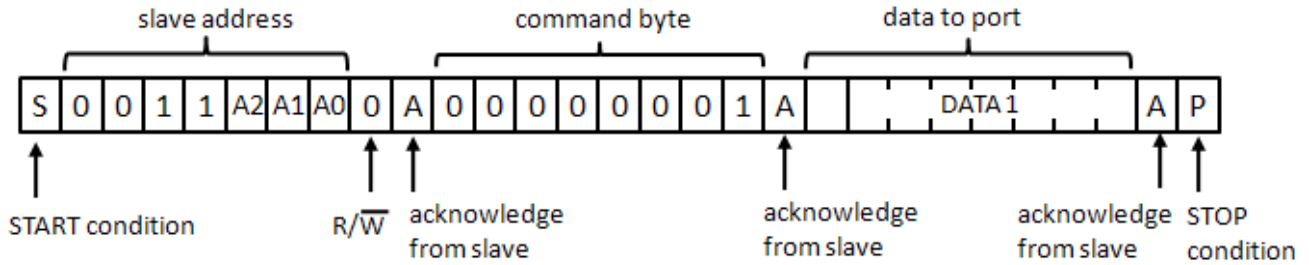 slave address command byte data to port
S 0 0 1 1 A2 A1 A0 0 A 0 0 0 0 0 0 0 1 A DATA 1 A P
START condition R/W̅ acknowledge from slave acknowledge from slave acknowledge from slave STOP condition